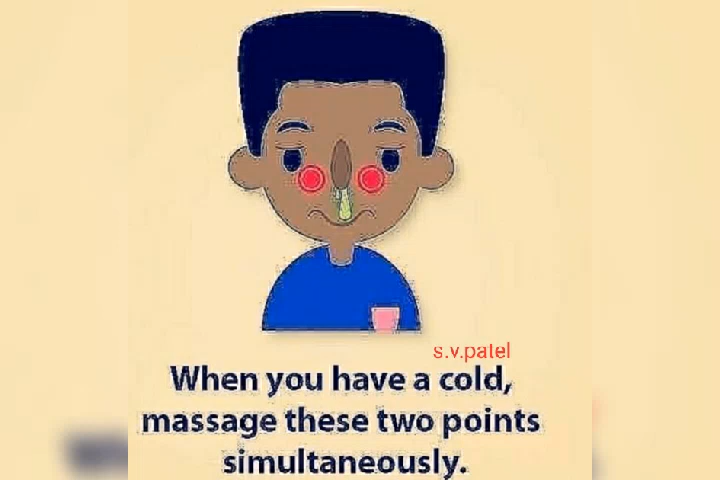 s.v.patel
When you have a cold,
massage these two points
simultaneously.